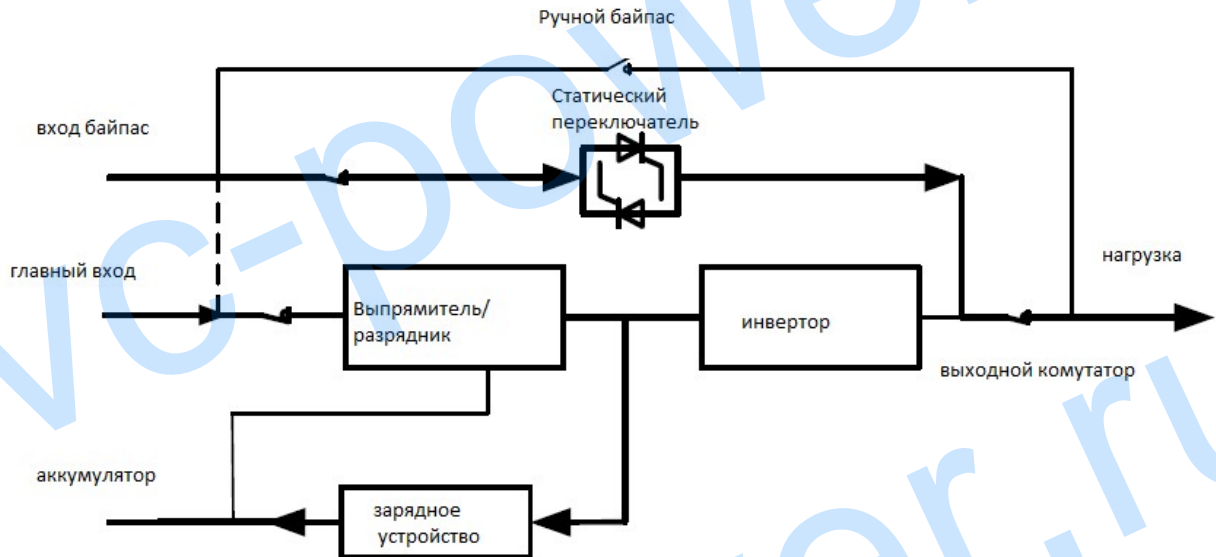 Ручной байпас
Статический
переключатель
вход байпас
главный вход
нагрузка
Выпрямитель/
разрядник
инвертор
выходной комутатор
аккумулятор
зарядное
устройство
vc-power
er.ru